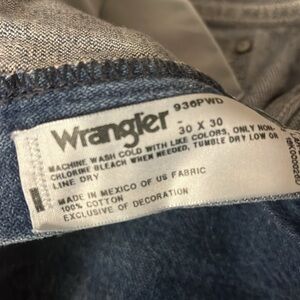 936PWD
Wrangler - 30 X 30
MACHINE WASH COLD WITH LIKE COLORS, ONLY NON-
CHLORINE BLEACH WHEN NEEDED, TUMBLE DRY LOW OR
LINE DRY
MADE IN MEXICO OF US FABRIC
100% COTTON
EXCLUSIVE OF DECORATION